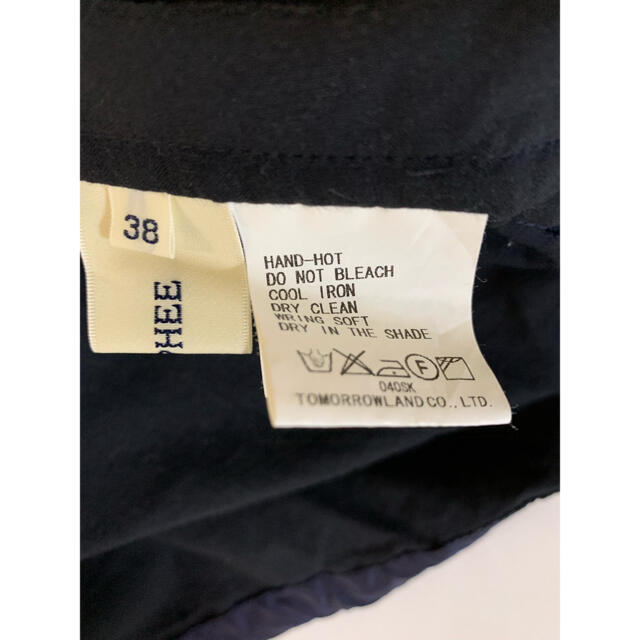 38
PHEE
HAND-HOT
DO NOT BLEACH
COOL IRON
DRY CLEAN
WRING SOFT
DRY IN THE SHADE
F
040SK
TOMORROWLAND CO., LTD.